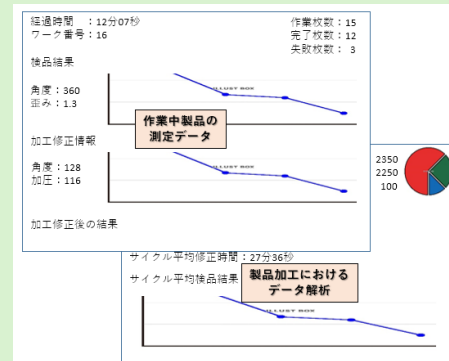 経過時間　：12分07秒
作業枚数：15
ワーク番号：16
完了枚数：12
失敗枚数： 3
検品結果
角度：360
歪み：1.3
ILLUST BOX
作業中製品の
測定データ
加工修正情報
角度：128
加圧：116
ILLUST BOX
2350
2250
100
加工修正後の結果
サイクル平均修正時間：27分36秒
サイクル平均検品結果
製品加工における
データ解析
ILLUST BOX